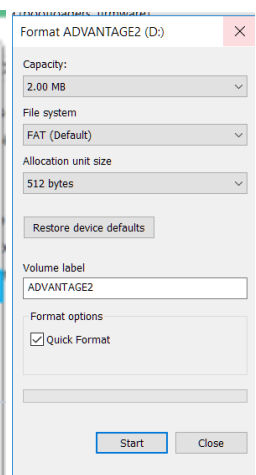 Format ADVANTAGE2 (D:)
Capacity:
2.00 MB
File system
FAT (Default)
Allocation unit size
512 bytes
Restore device defaults
Volume label
ADVANTAGE2
Format options
Quick Format
Start
Close